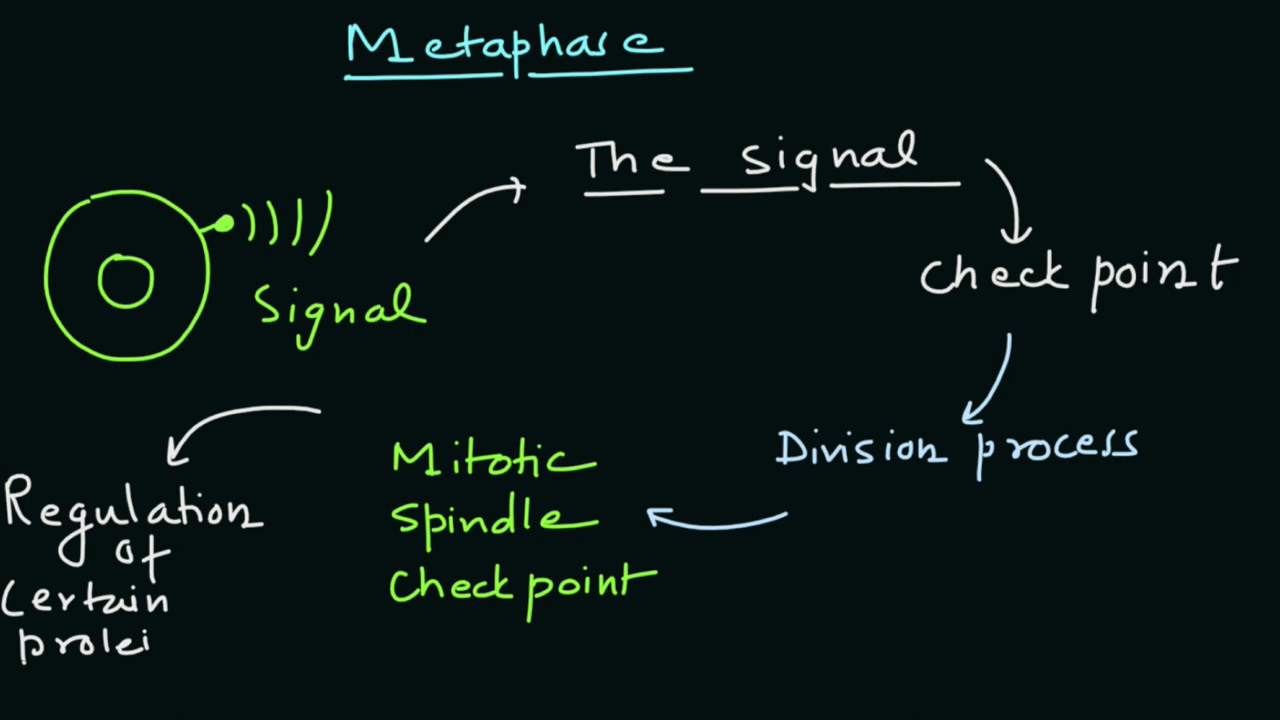 Metaphase
The signal
Signal
Check point
Division process
Mitotic
Spindle
Check point
Regulation
of
Certain
protei